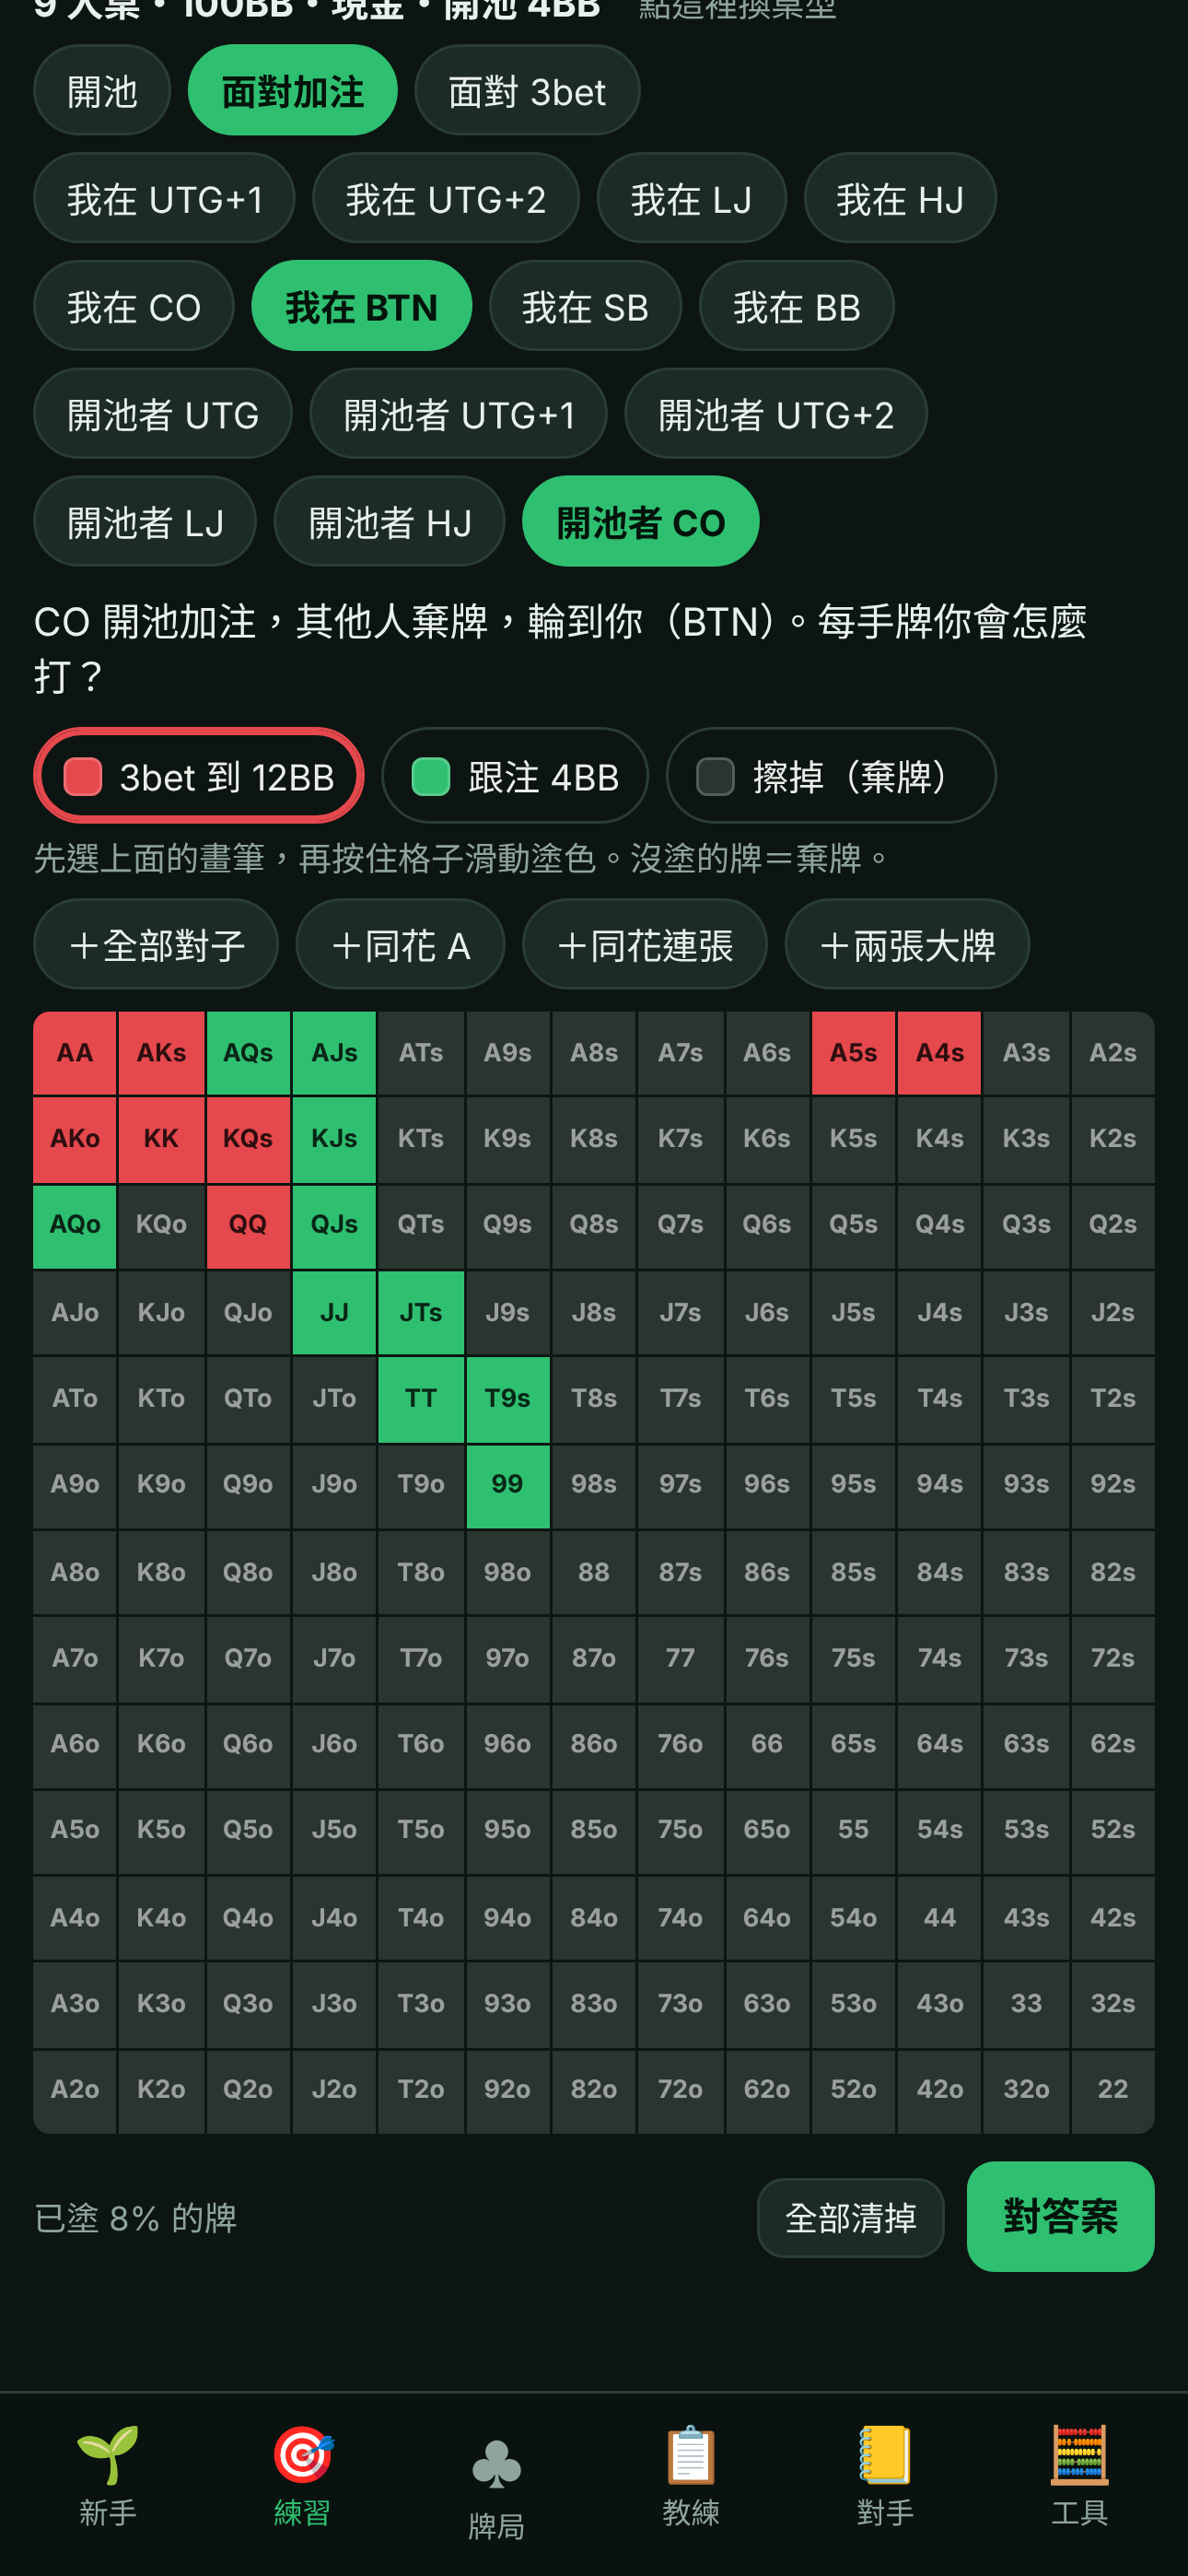 9 人桌・100BB・現金・開池 4BB 點這裡換桌型
開池 面對加注 面對 3bet
我在 UTG+1 我在 UTG+2 我在 LJ 我在 HJ
我在 CO 我在 BTN 我在 SB 我在 BB
開池者 UTG 開池者 UTG+1 開池者 UTG+2
開池者 LJ 開池者 HJ 開池者 CO
CO 開池加注，其他人棄牌，輪到你（BTN）。每手牌你會怎麼
打？
3bet 到 12BB 跟注 4BB 擦掉（棄牌）
先選上面的畫筆，再按住格子滑動塗色。沒塗的牌＝棄牌。
＋全部對子 ＋同花 A ＋同花連張 ＋兩張大牌
AA AKs AQs AJs ATs A9s A8s A7s A6s A5s A4s A3s A2s
AKo KK KQs KJs KTs K9s K8s K7s K6s K5s K4s K3s K2s
AQo KQo QQ QJs QTs Q9s Q8s Q7s Q6s Q5s Q4s Q3s Q2s
AJo KJo QJo JJ JTs J9s J8s J7s J6s J5s J4s J3s J2s
ATo KTo QTo JTo TT T9s T8s T7s T6s T5s T4s T3s T2s
A9o K9o Q9o J9o T9o 99 98s 97s 96s 95s 94s 93s 92s
A8o K8o Q8o J8o T8o 98o 88 87s 86s 85s 84s 83s 82s
A7o K7o Q7o J7o T7o 97o 87o 77 76s 75s 74s 73s 72s
A6o K6o Q6o J6o T6o 96o 86o 76o 66 65s 64s 63s 62s
A5o K5o Q5o J5o T5o 95o 85o 75o 65o 55 54s 53s 52s
A4o K4o Q4o J4o T4o 94o 84o 74o 64o 54o 44 43s 42s
A3o K3o Q3o J3o T3o 93o 83o 73o 63o 53o 43o 33 32s
A2o K2o Q2o J2o T2o 92o 82o 72o 62o 52o 42o 32o 22
已塗 8% 的牌 全部清掉 對答案
新手 練習 牌局 教練 對手 工具